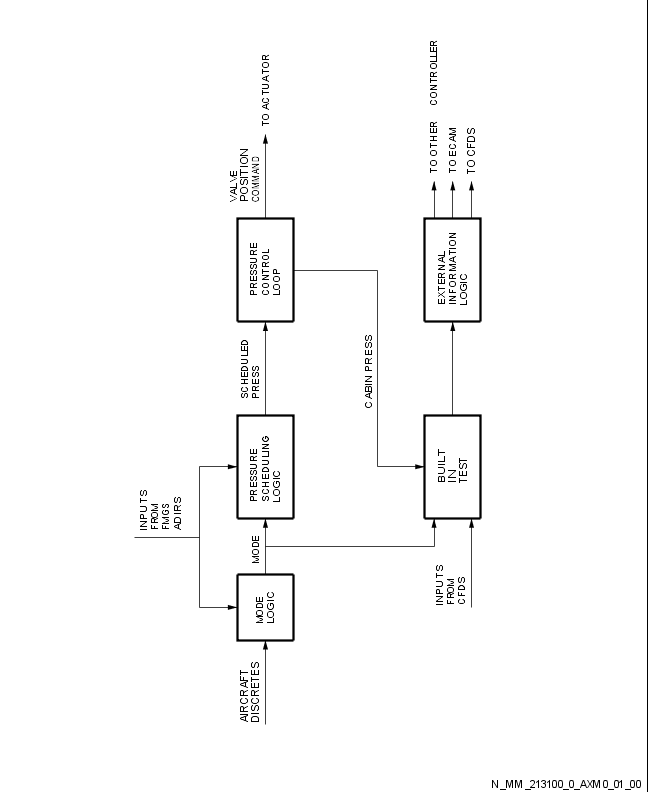 AIRCRAFT
DISCRETES
MODE
LOGIC
MODE
INPUTS
FROM
FMGS
ADIRS
PRESSURE
SCHEDULING
LOGIC
SCHEDULED
PRESS
PRESSURE
CONTROL
LOOP
VALVE
POSITION
COMMAND
TO ACTUATOR
CABIN PRESS
INPUTS
FROM
CFDS
BUILT
IN
TEST
EXTERNAL
INFORMATION
LOGIC
TO OTHER CONTROLLER
TO ECAM
TO CFDS
N_MM_213100_0_AXM0_01_00